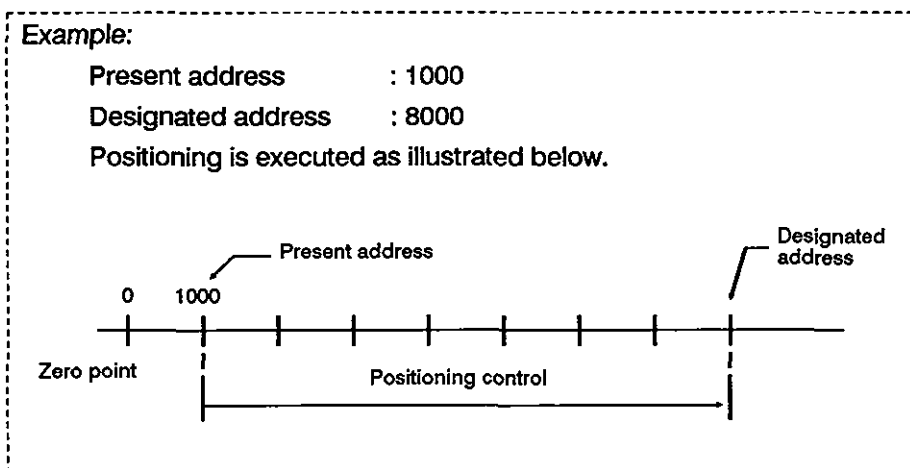 Example:
Present address : 1000
Designated address : 8000
Positioning is executed as illustrated below.
Present address
Designated
address
0 1000
Zero point
Positioning control